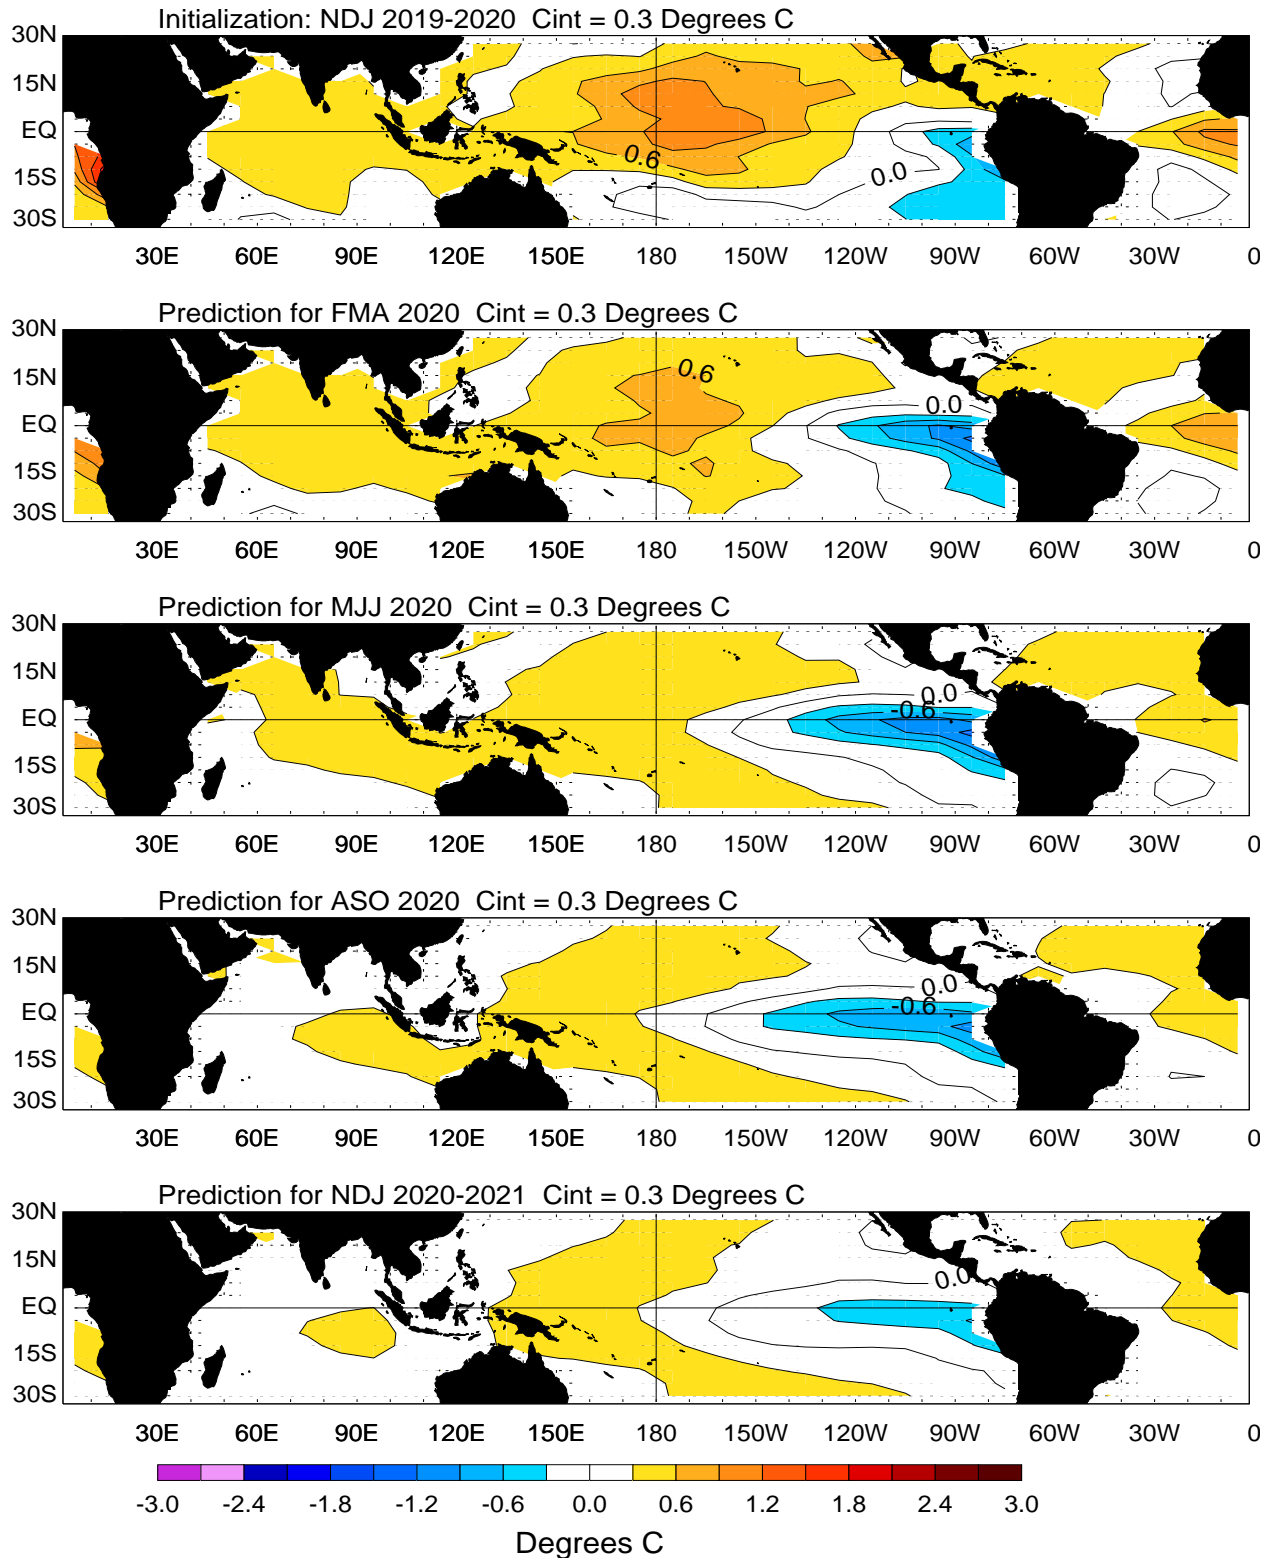 Initialization: NDJ 2019-2020 Cint = 0.3 Degrees C
30N
15N
EQ
15S
30S
0.6
0.0
30E 60E 90E 120E 150E 180 150W 120W 90W 60W 30W 0
Prediction for FMA 2020 Cint = 0.3 Degrees C
30N
15N
EQ
15S
30S
0.6
0.0
30E 60E 90E 120E 150E 180 150W 120W 90W 60W 30W 0
Prediction for MJJ 2020 Cint = 0.3 Degrees C
30N
15N
EQ
15S
30S
0.0
-0.6
30E 60E 90E 120E 150E 180 150W 120W 90W 60W 30W 0
Prediction for ASO 2020 Cint = 0.3 Degrees C
30N
15N
EQ
15S
30S
0.0
-0.6
30E 60E 90E 120E 150E 180 150W 120W 90W 60W 30W 0
Prediction for NDJ 2020-2021 Cint = 0.3 Degrees C
30N
15N
EQ
15S
30S
0.0
30E 60E 90E 120E 150E 180 150W 120W 90W 60W 30W 0
-3.0 -2.4 -1.8 -1.2 -0.6 0.0 0.6 1.2 1.8 2.4 3.0
Degrees C